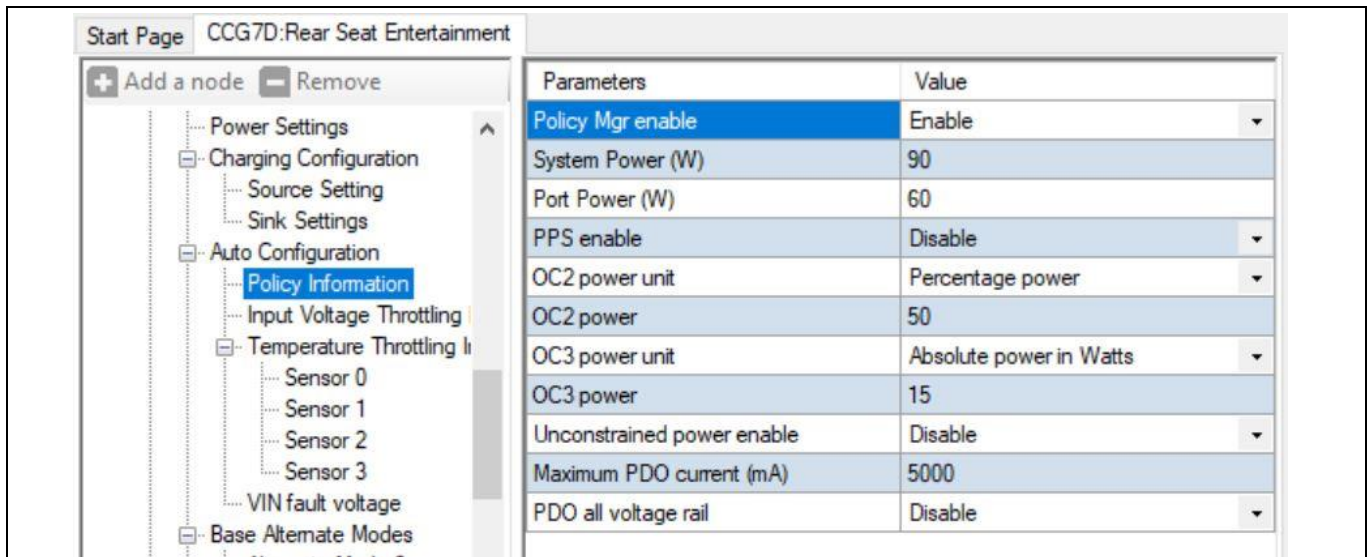 Start Page CCG7D:Rear Seat Entertainment
Add a node Remove
Power Settings
Charging Configuration
Source Setting
Sink Settings
Auto Configuration
Policy Information
Input Voltage Throttling
Temperature Throttling
Sensor 0
Sensor 1
Sensor 2
Sensor 3
VIN fault voltage
Base Alternate Modes
Parameters Value
Policy Mgr enable Enable
System Power (W) 90
Port Power (W) 60
PPS enable Disable
OC2 power unit Percentage power
OC2 power 50
OC3 power unit Absolute power in Watts
OC3 power 15
Unconstrained power enable Disable
Maximum PDO current (mA) 5000
PDO all voltage rail Disable